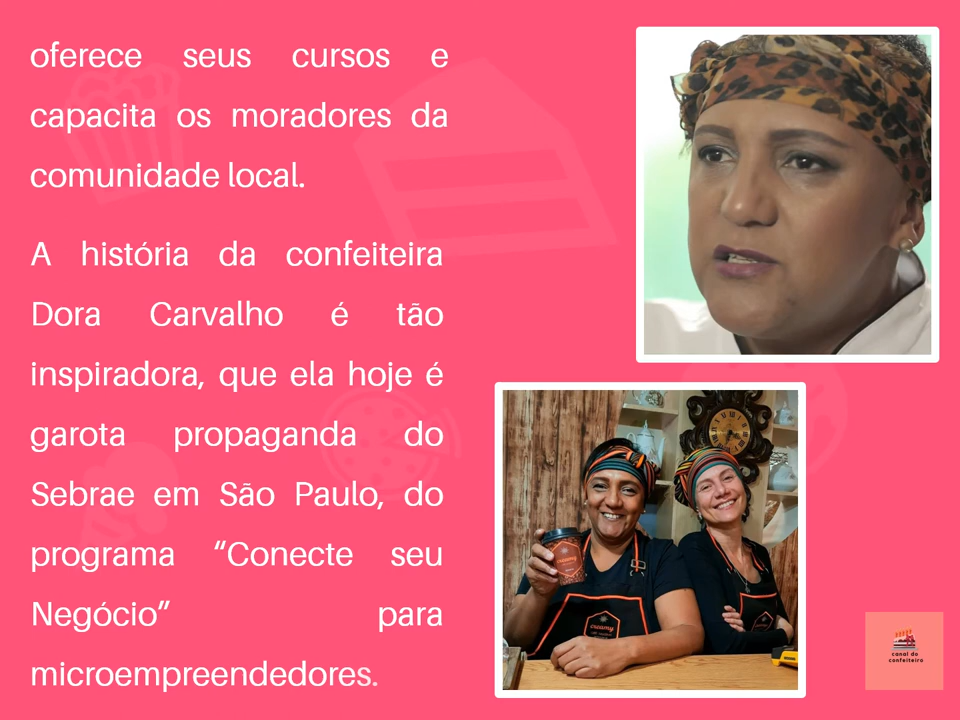 oferece seus cursos e
capacita os moradores da
comunidade local.
A história da confeiteira
Dora Carvalho é tão
inspiradora, que ela hoje é
garota propaganda do
Sebrae em São Paulo, do
programa “Conecte seu
Negócio” para
microempreendedores.
creamy
canal do
confeiteiro